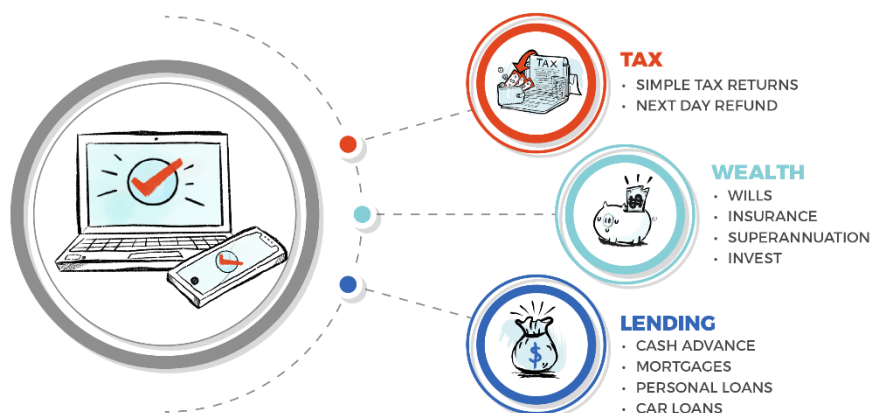 TAX
TAX
• SIMPLE TAX RETURNS
• NEXT DAY REFUND
WEALTH
• WILLS
• INSURANCE
• SUPERANNUATION
• INVEST
$
LENDING
• CASH ADVANCE
• MORTGAGES
• PERSONAL LOANS
• CAR LOANS